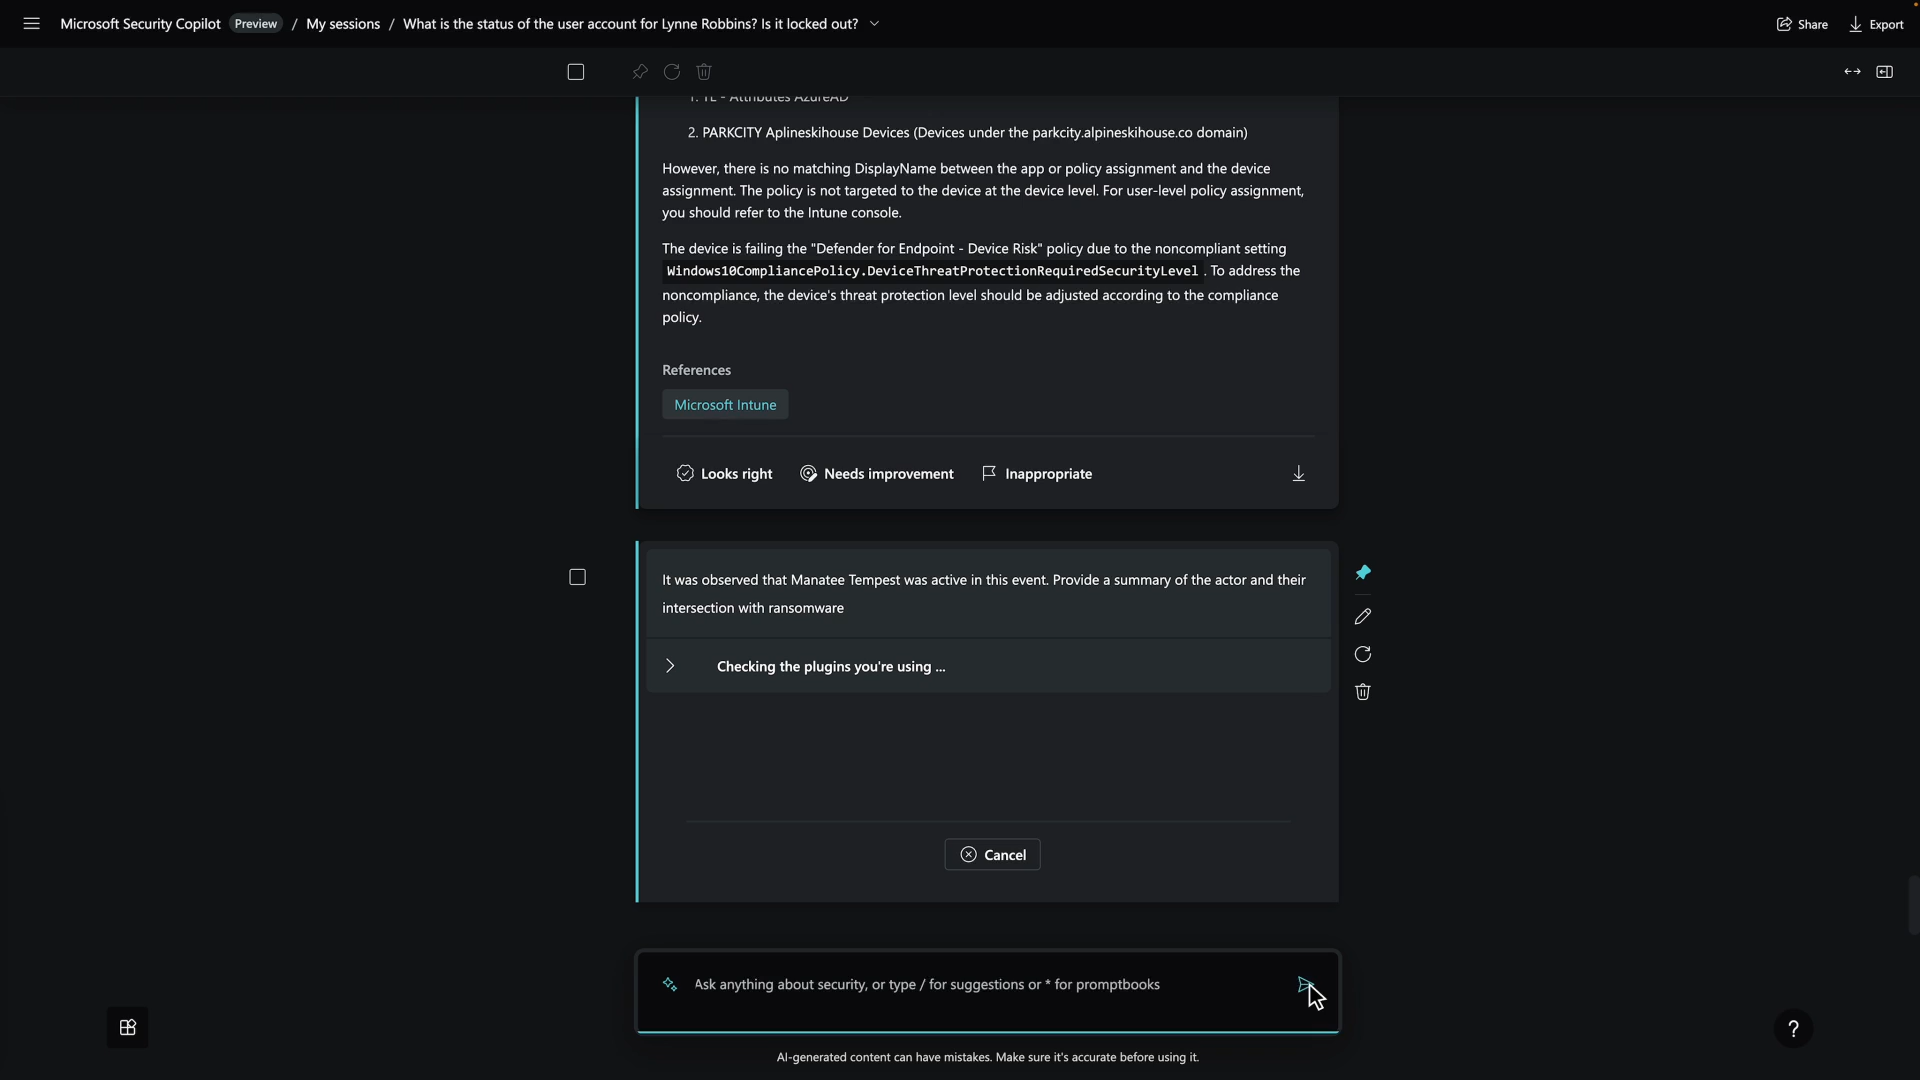 Microsoft Security Copilot Preview / My sessions / What is the status of the user account for Lynne Robbins? Is it locked out?
Share Export
1. TL - Attributes AzureAD
2. PARKCITY Aplineskihouse Devices (Devices under the parkcity.alpineskihouse.co domain)
However, there is no matching DisplayName between the app or policy assignment and the device
assignment. The policy is not targeted to the device at the device level. For user-level policy assignment,
you should refer to the Intune console.
The device is failing the "Defender for Endpoint - Device Risk" policy due to the noncompliant setting
Windows10CompliancePolicy.DeviceThreatProtectionRequiredSecurityLevel . To address the
noncompliance, the device's threat protection level should be adjusted according to the compliance
policy.
References
Microsoft Intune
Looks right Needs improvement Inappropriate
It was observed that Manatee Tempest was active in this event. Provide a summary of the actor and their
intersection with ransomware
Checking the plugins you're using ...
Cancel
Ask anything about security, or type / for suggestions or * for promptbooks
?
AI-generated content can have mistakes. Make sure it's accurate before using it.